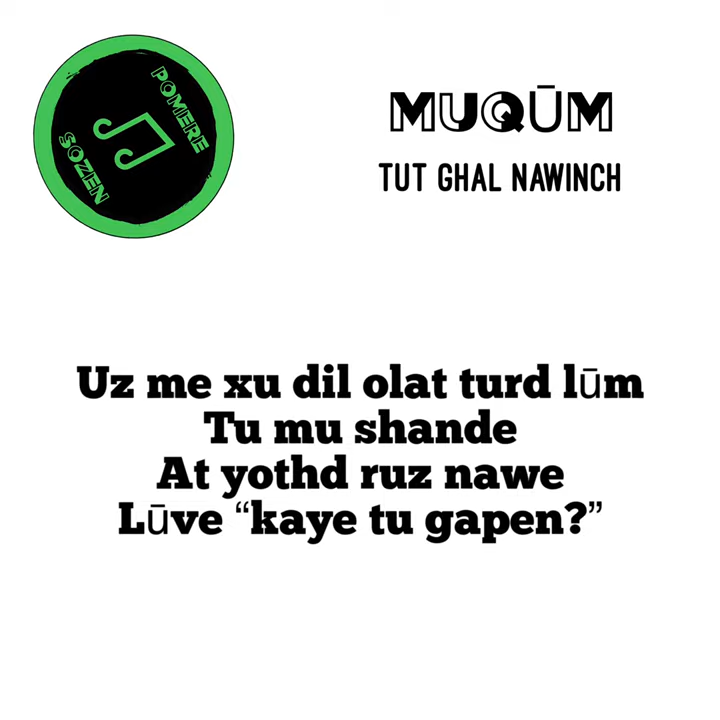 POMERE
SOZEN
MUQŪM
TUT GHAL NAWINCH
Uz me xu dil olat turd lūm
Tu mu shande
At yothd ruz nawe
Lūve “kaye tu gapen?”